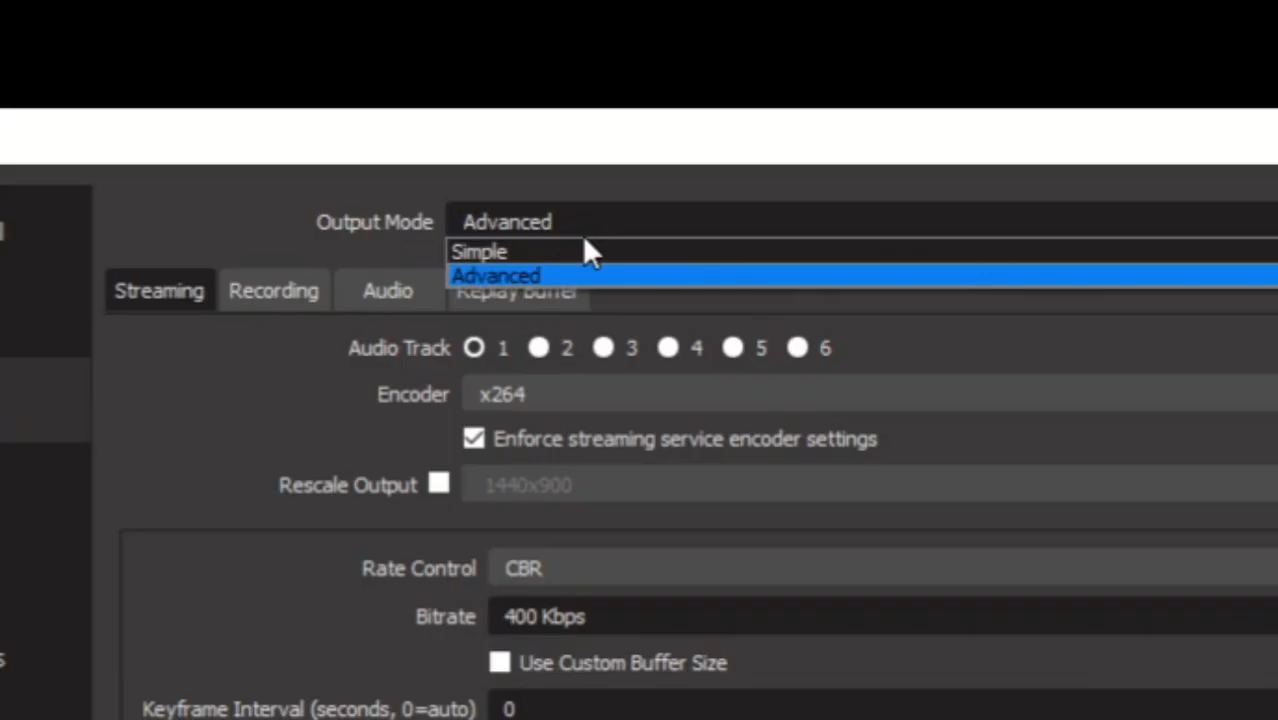 Output Mode Advanced
Simple
Advanced
Streaming Recording Audio Replay Buffer
Audio Track 1 2 3 4 5 6
Encoder x264
Enforce streaming service encoder settings
Rescale Output 1440x900
Rate Control CBR
Bitrate 400 Kbps
Use Custom Buffer Size
s
Keyframe Interval (seconds, 0=auto) 0